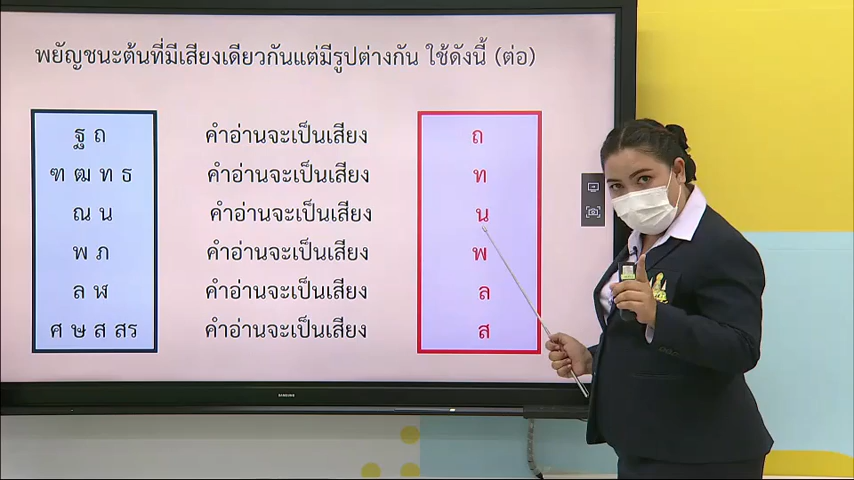 พยัญชนะต้นที่มีเสียงเดียวกันแต่มีรูปต่างกัน ใช้ดังนี้ (ต่อ)
ฐ ถ คำอ่านจะเป็นเสียง ถ
ฑ ฒ ท ธ คำอ่านจะเป็นเสียง ท
ณ น คำอ่านจะเป็นเสียง น
พ ภ คำอ่านจะเป็นเสียง พ
ล ฬ คำอ่านจะเป็นเสียง ล
ศ ษ ส สร คำอ่านจะเป็นเสียง ส
SAMSUNG